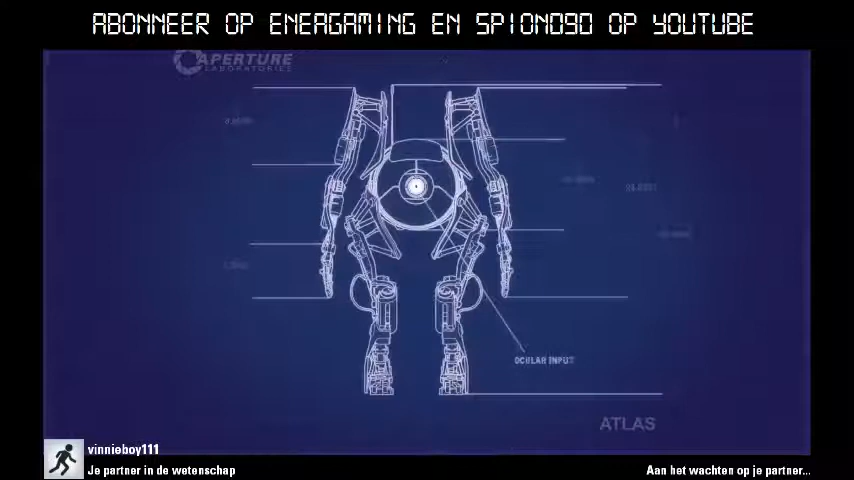 ABONNEER OP ENERGAMING EN SPION090 OP YOUTUBE
APERTURE
LABORATORIES
OCULAR INPUT
ATLAS
vinnieboy111
Je partner in de wetenschap
Aan het wachten op je partner...